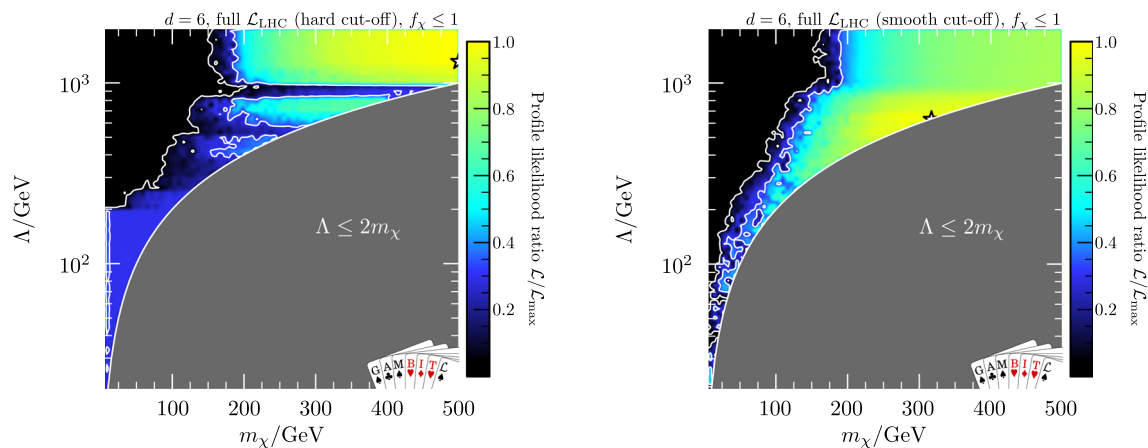 d = 6, full 𝓛_LHC (hard cut-off), f_χ ≤ 1
10³
10²
Λ/GeV
Λ ≤ 2m_χ
100 200 300 400 500
m_χ/GeV
1.0
0.8
0.6
0.4
0.2
Profile likelihood ratio 𝓛/𝓛_max
G A M B I T 𝓛
d = 6, full 𝓛_LHC (smooth cut-off), f_χ ≤ 1
10³
10²
Λ/GeV
Λ ≤ 2m_χ
100 200 300 400 500
m_χ/GeV
1.0
0.8
0.6
0.4
0.2
Profile likelihood ratio 𝓛/𝓛_max
G A M B I T 𝓛